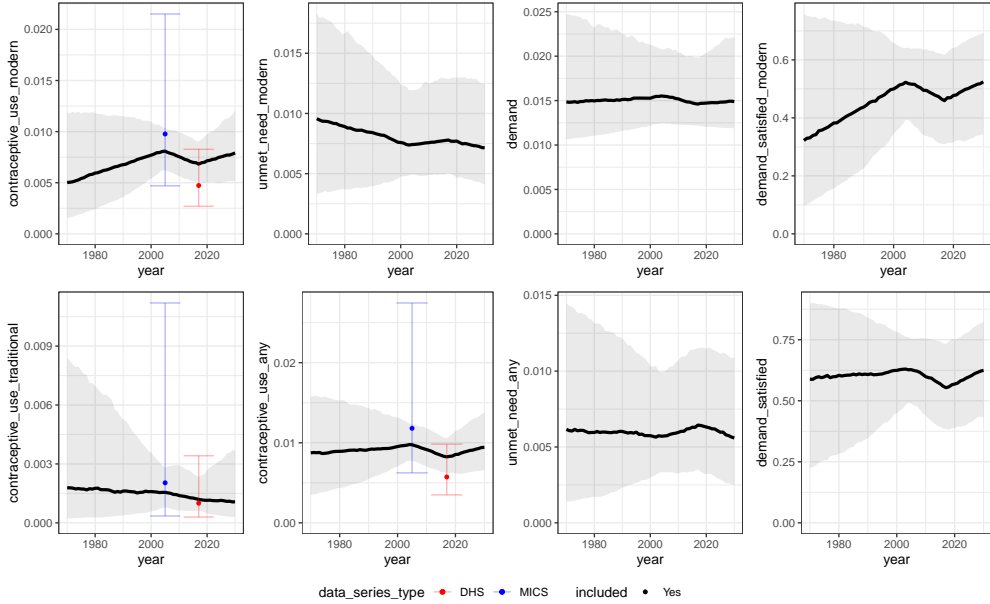 contraceptive_use_modern
0.020
0.015
0.010
0.005
0.000
1980 2000 2020
year
unmet_need_modern
0.015
0.010
0.005
0.000
1980 2000 2020
year
demand
0.025
0.020
0.015
0.010
0.005
0.000
1980 2000 2020
year
demand_satisfied_modern
0.6
0.4
0.2
0.0
1980 2000 2020
year
contraceptive_use_traditional
0.009
0.006
0.003
0.000
1980 2000 2020
year
contraceptive_use_any
0.02
0.01
0.00
1980 2000 2020
year
unmet_need_any
0.015
0.010
0.005
0.000
1980 2000 2020
year
demand_satisfied
0.75
0.50
0.25
0.00
1980 2000 2020
year
data_series_type DHS MICS included Yes